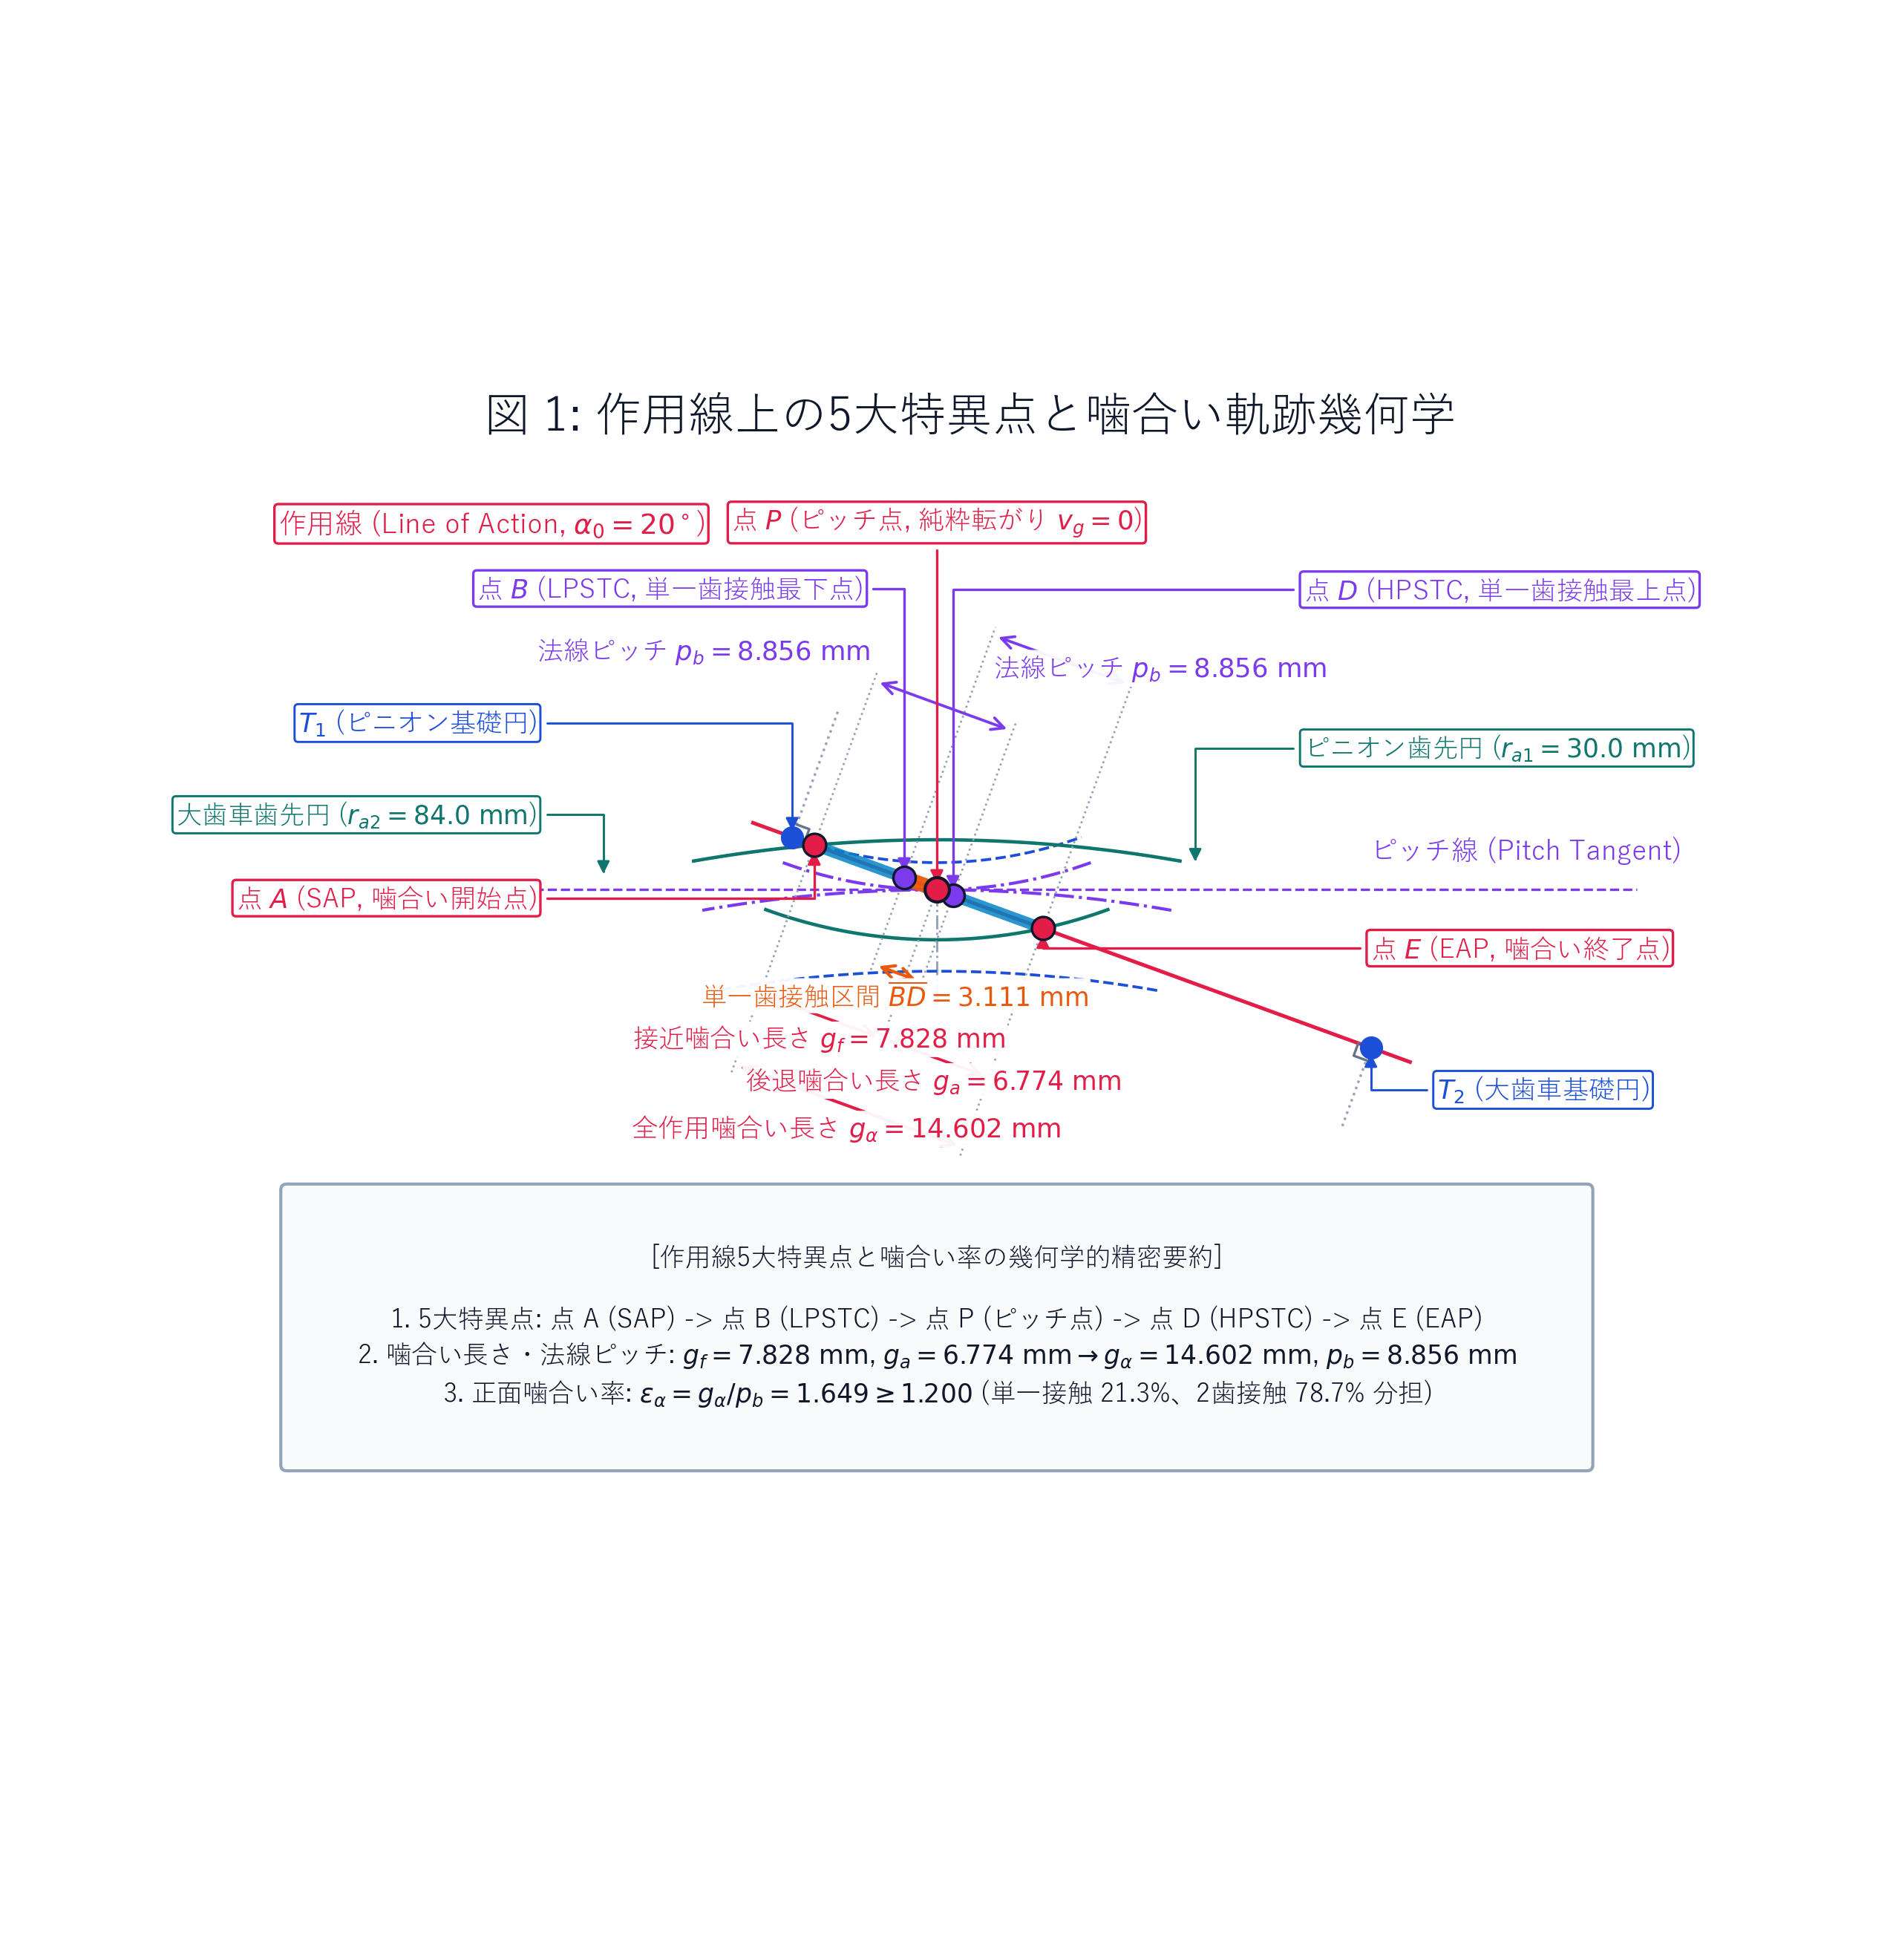 図 1: 作用線上の5大特異点と噛合い軌跡幾何学
作用線 (Line of Action, α₀ = 20°)
点 P (ピッチ点, 純粋転がり v_g = 0)
点 B (LPSTC, 単一歯接触最下点)
点 D (HPSTC, 単一歯接触最上点)
法線ピッチ p_b = 8.856 mm
法線ピッチ p_b = 8.856 mm
T₁ (ピニオン基礎円)
ピニオン歯先円 (r_a1 = 30.0 mm)
大歯車歯先円 (r_a2 = 84.0 mm)
ピッチ線 (Pitch Tangent)
点 A (SAP, 噛合い開始点)
点 E (EAP, 噛合い終了点)
単一歯接触区間 B̅D̅ = 3.111 mm
接近噛合い長さ g_f = 7.828 mm
後退噛合い長さ g_a = 6.774 mm
T₂ (大歯車基礎円)
全作用噛合い長さ g_α = 14.602 mm
[作用線5大特異点と噛合い率の幾何学的精密要約]
1. 5大特異点: 点 A (SAP) -> 点 B (LPSTC) -> 点 P (ピッチ点) -> 点 D (HPSTC) -> 点 E (EAP)
2. 噛合い長さ・法線ピッチ: g_f = 7.828 mm, g_a = 6.774 mm → g_α = 14.602 mm, p_b = 8.856 mm
3. 正面噛合い率: ε_α = g_α/p_b = 1.649 ≥ 1.200 (単一接触 21.3%、2歯接触 78.7% 分担)